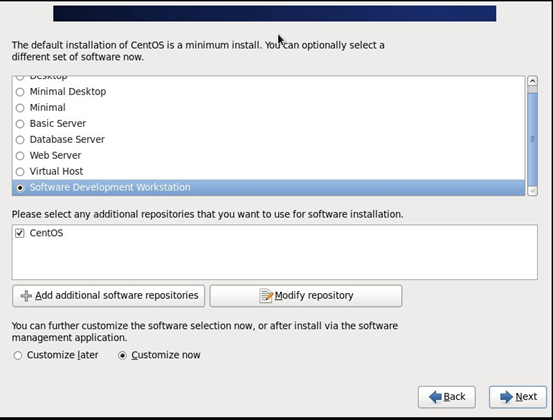 The default installation of CentOS is a minimum install. You can optionally select a
different set of software now.
Desktop
Minimal Desktop
Minimal
Basic Server
Database Server
Web Server
Virtual Host
Software Development Workstation
Please select any additional repositories that you want to use for software installation.
CentOS
Add additional software repositories
Modify repository
You can further customize the software selection now, or after install via the software
management application.
Customize later
Customize now
Back
Next